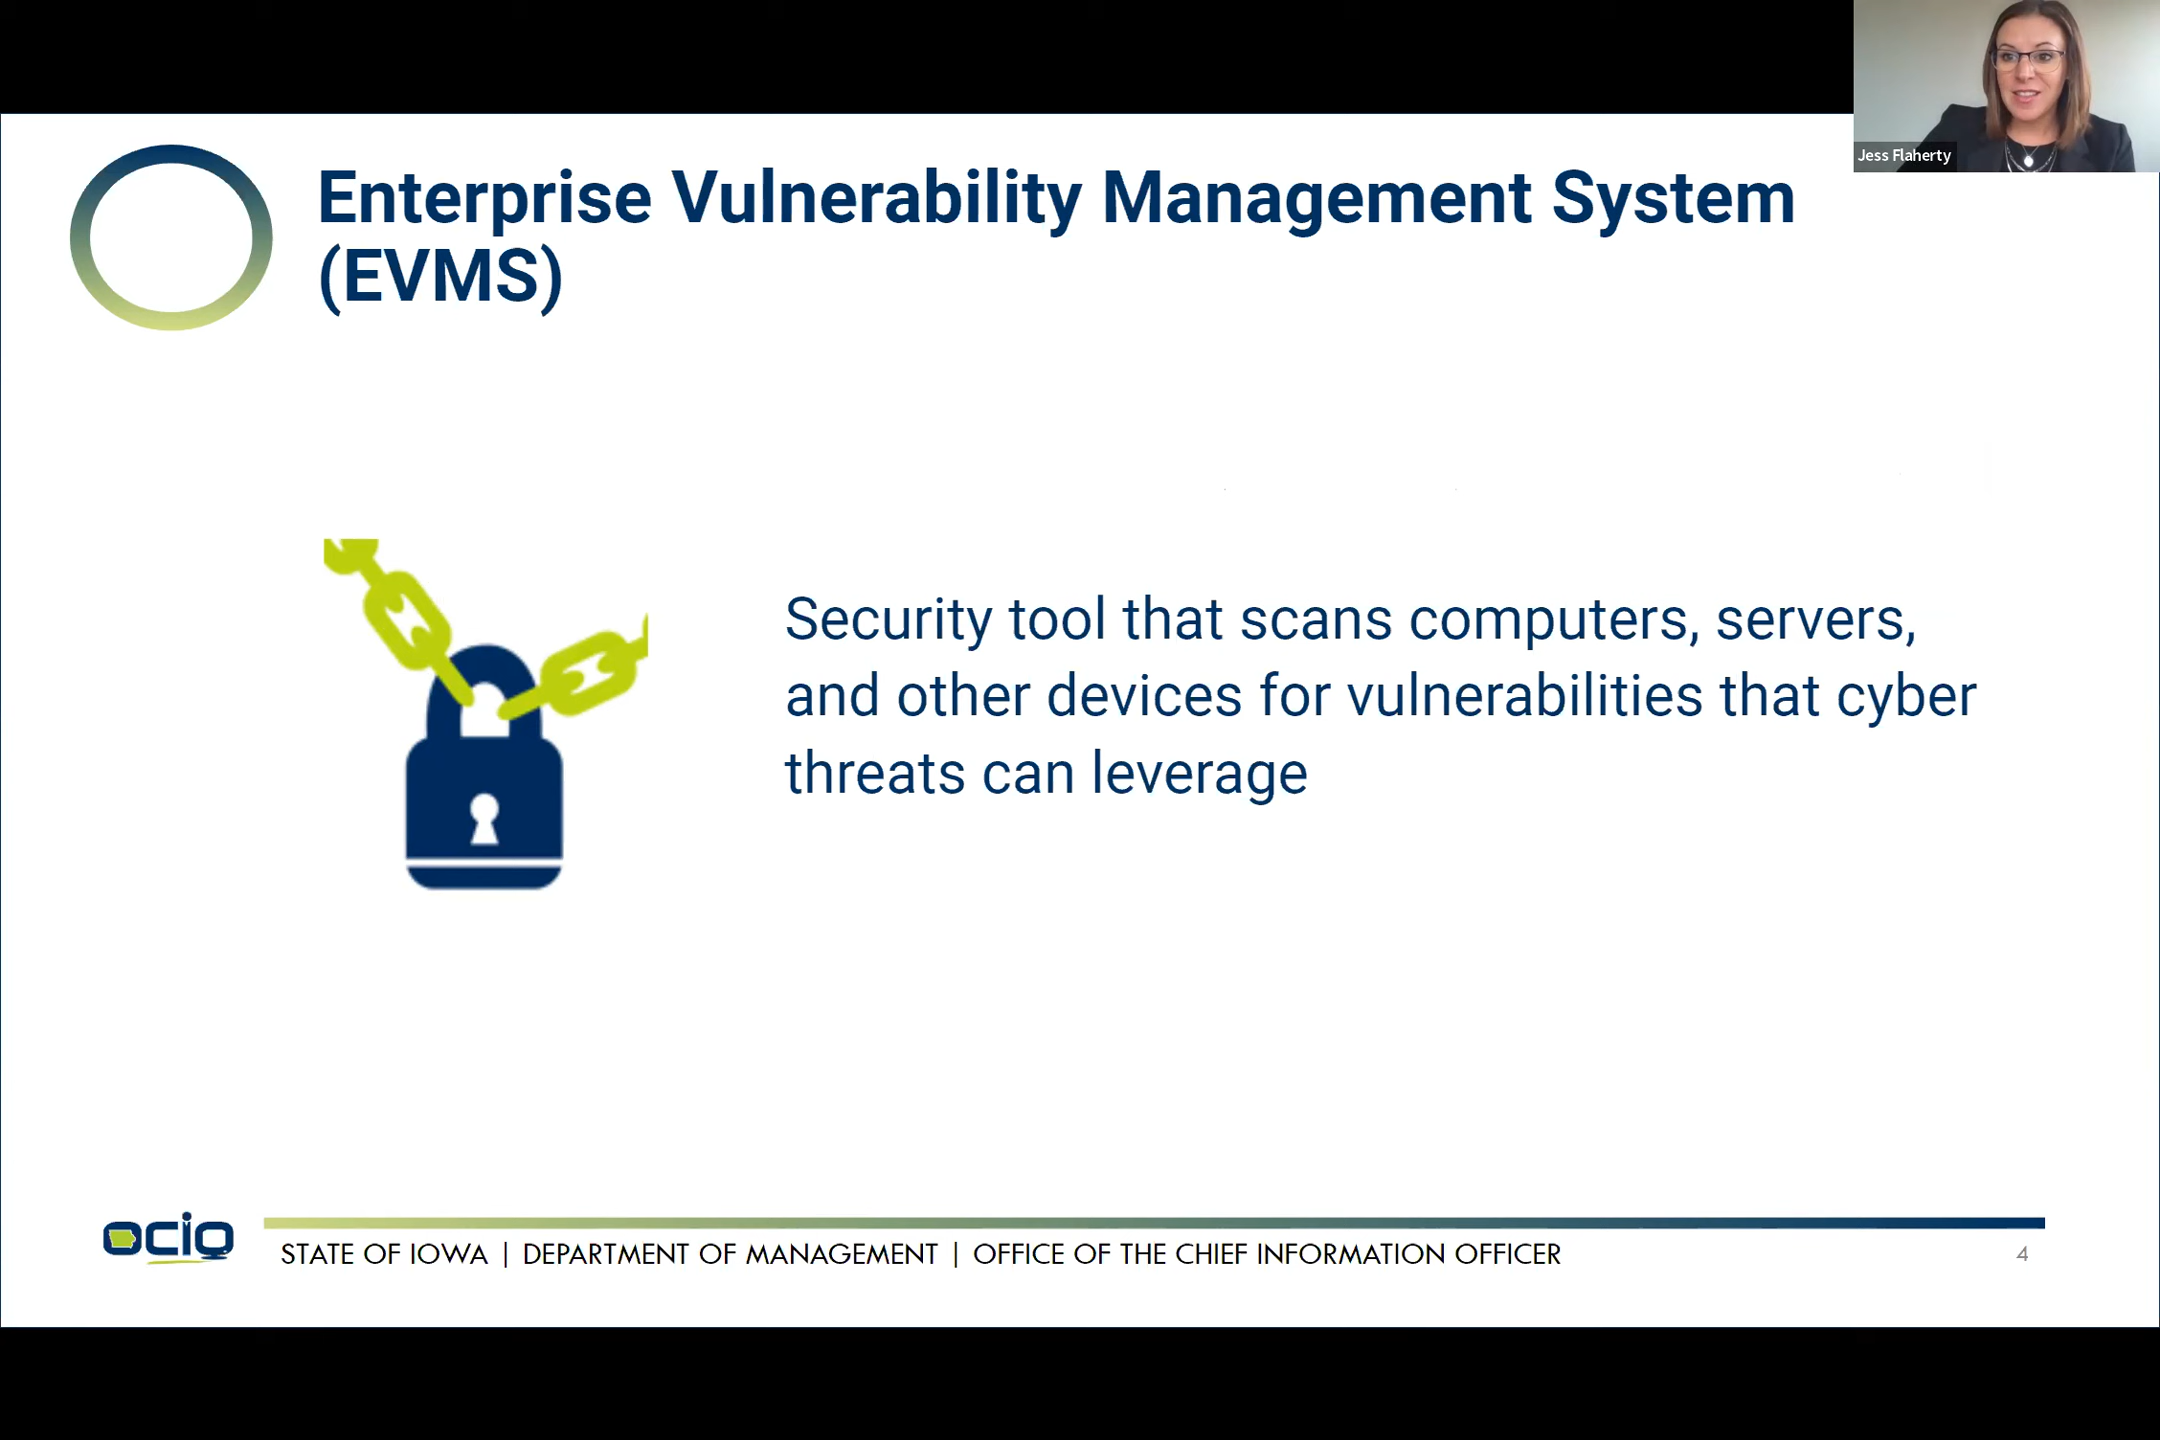 Jess Flaherty
Enterprise Vulnerability Management System
(EVMS)
Security tool that scans computers, servers,
and other devices for vulnerabilities that cyber
threats can leverage
ocio
STATE OF IOWA | DEPARTMENT OF MANAGEMENT | OFFICE OF THE CHIEF INFORMATION OFFICER
4